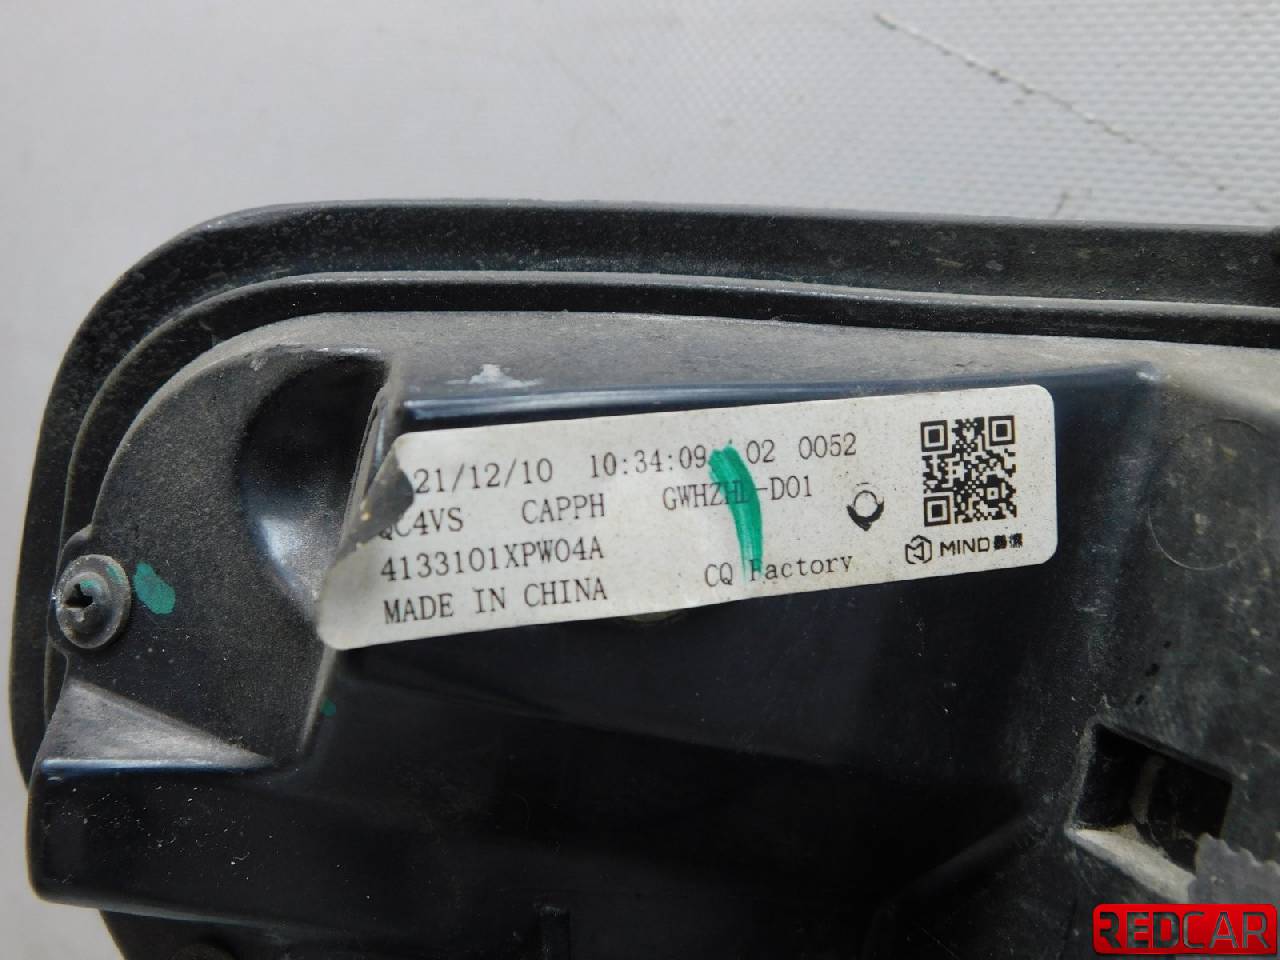 21/12/10 10:34:09 02 0052
QC4VS CAPPH GWHZHL-D01
4133101XPW04A
MADE IN CHINA CQ Factory
MIND
REDCAR